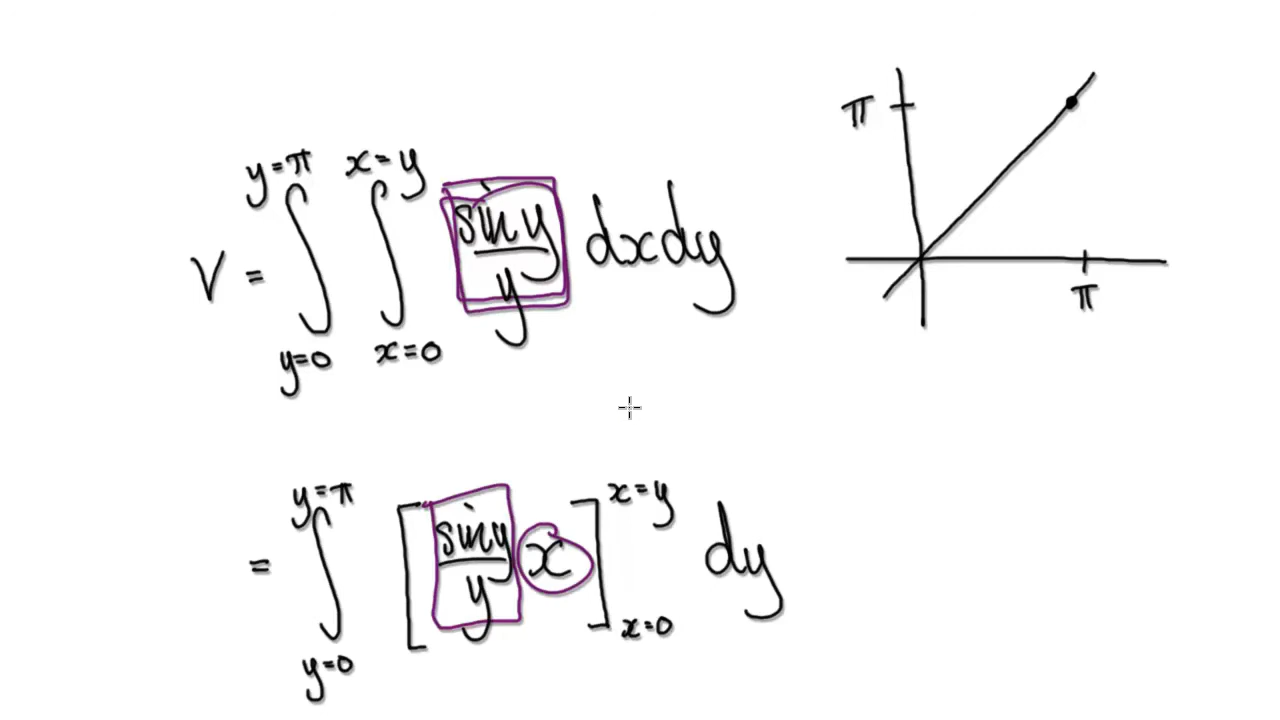 y=π x=y
V = ∫ ∫ sin y / y dx dy
y=0 x=0
π
π
y=π x=y
= ∫ [ sin y / y x ] dy
y=0 x=0